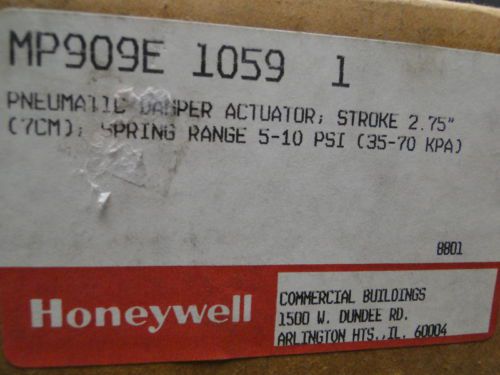 MP909E 1059 1
PNEUMATIC DAMPER ACTUATOR; STROKE 2.75"
(7CM); SPRING RANGE 5-10 PSI (35-70 KPA)
8801
Honeywell
COMMERCIAL BUILDINGS
1500 W. DUNDEE RD.
ARLINGTON HTS.,IL. 60004